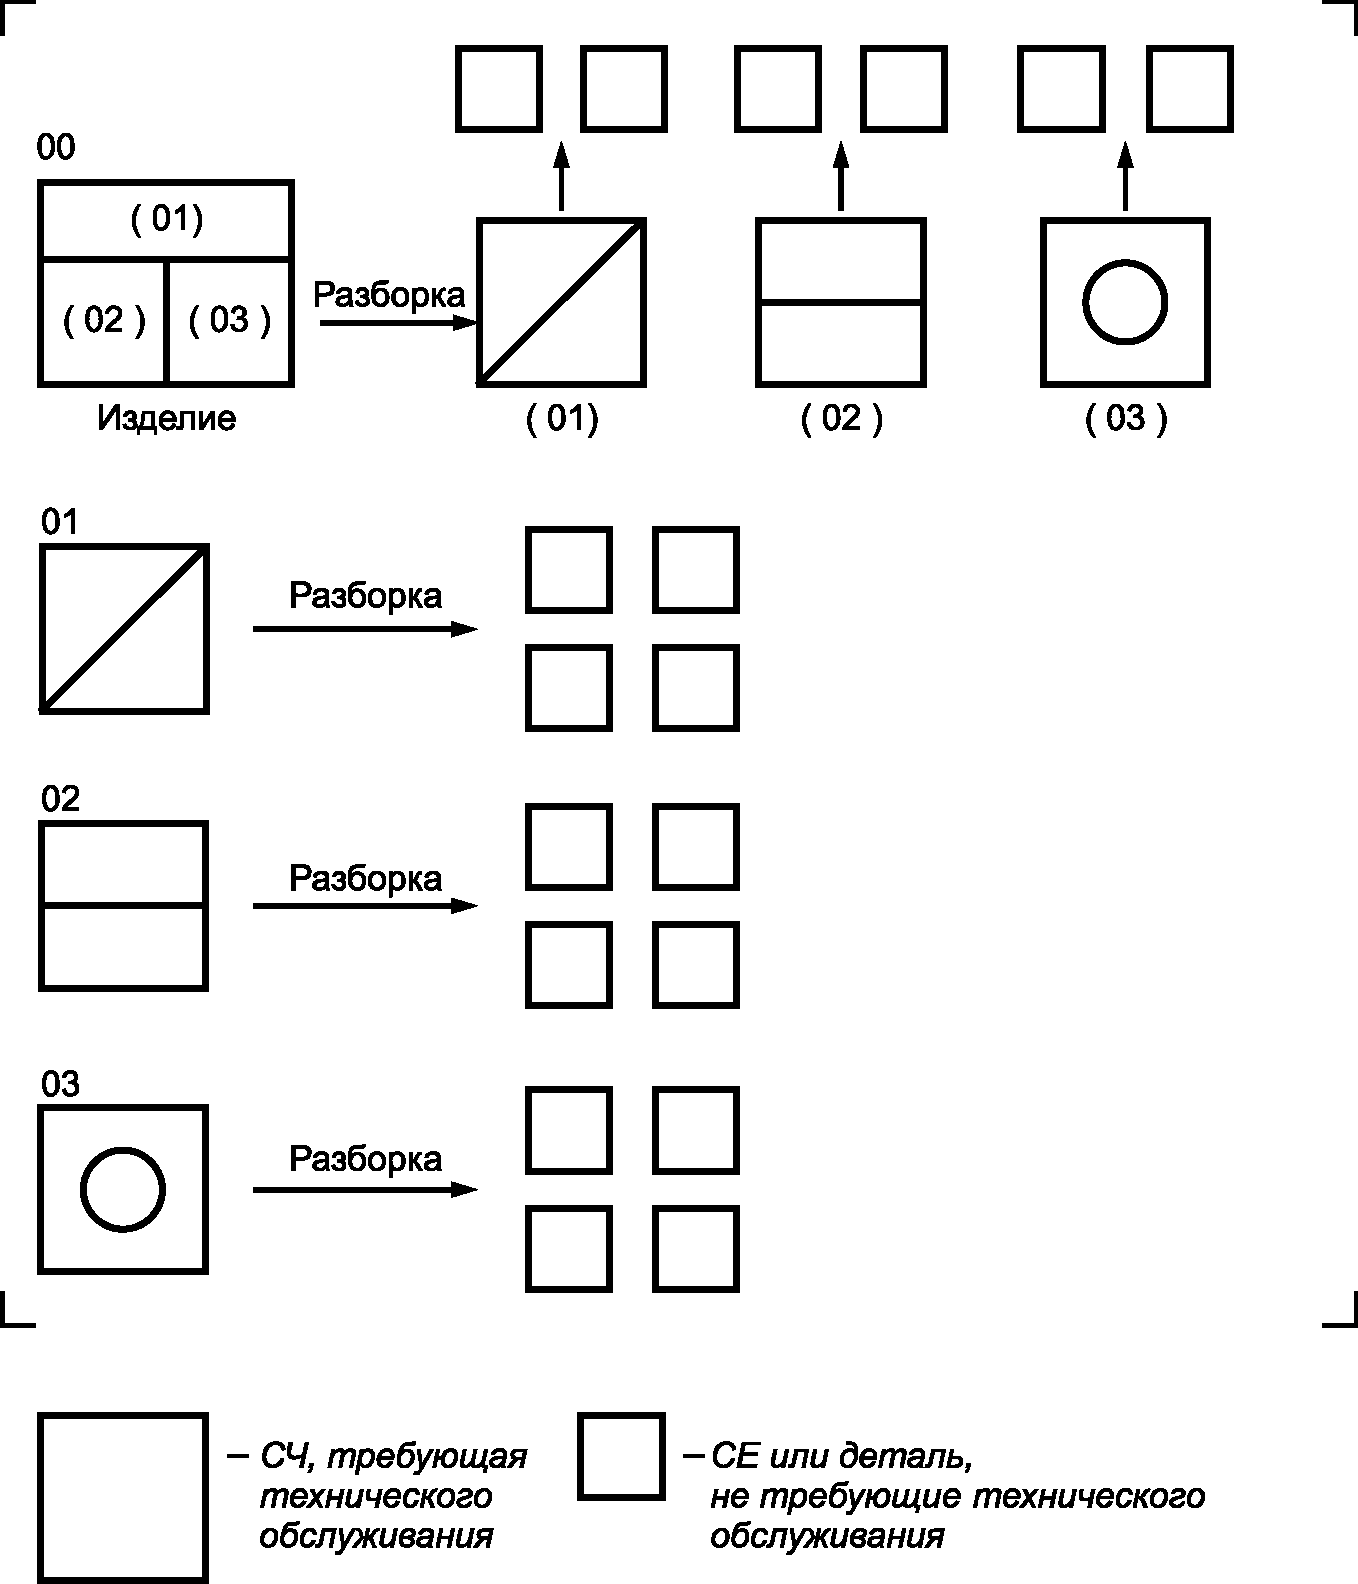 00
( 01)
( 02 ) ( 03 )
Изделие
Разборка
( 01) ( 02 ) ( 03 )
01
Разборка
02
Разборка
03
Разборка
– СЧ, требующая
технического
обслуживания
– СЕ или деталь,
не требующие технического
обслуживания